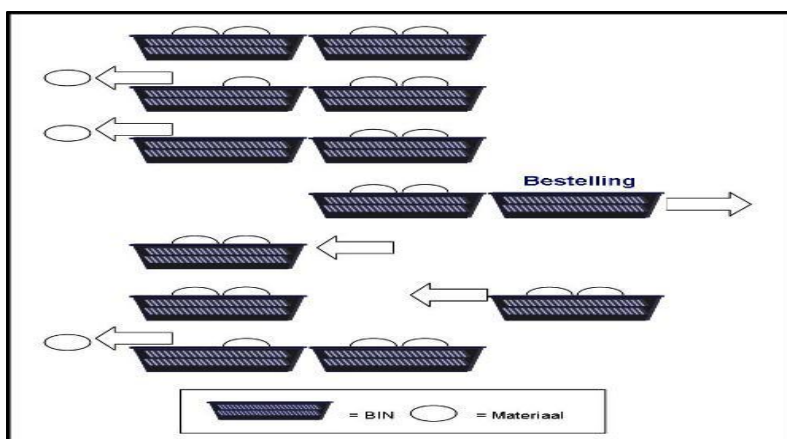 Bestelling
= BIN
= Materiaal